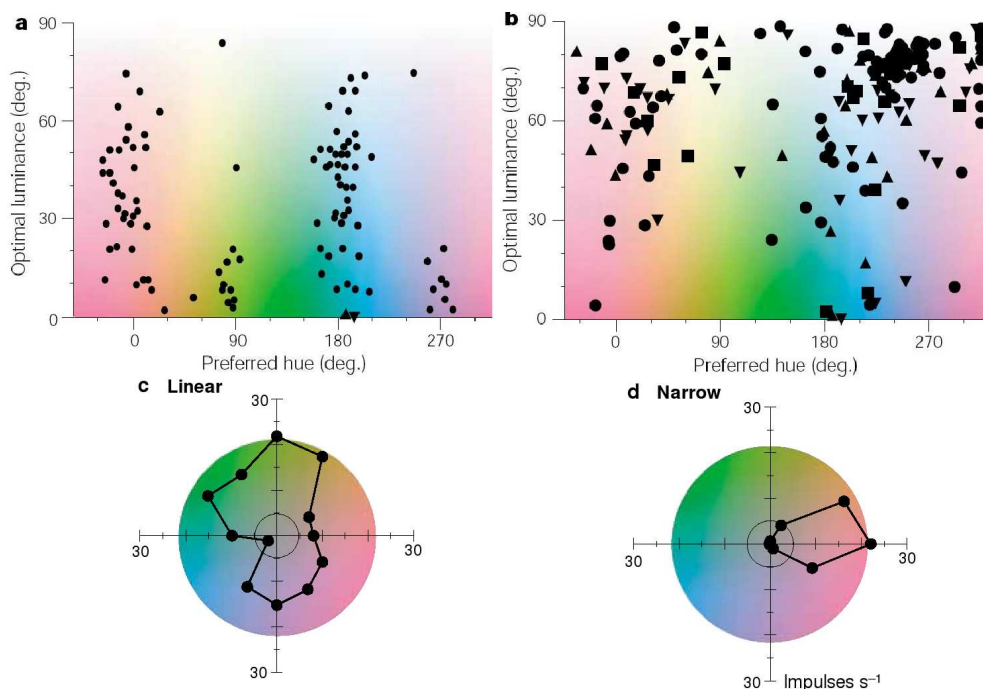 a
b
90
60
30
0
Optimal luminance (deg.)
0
90
180
270
Preferred hue (deg.)
90
60
30
0
Optimal luminance (deg.)
0
90
180
270
Preferred hue (deg.)
c Linear
30
30
30
30
d Narrow
30
30
30
30
Impulses s⁻¹